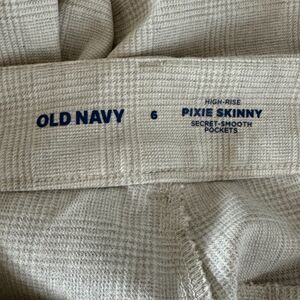 OLD NAVY 6 HIGH-RISE
PIXIE SKINNY
SECRET-SMOOTH
POCKETS